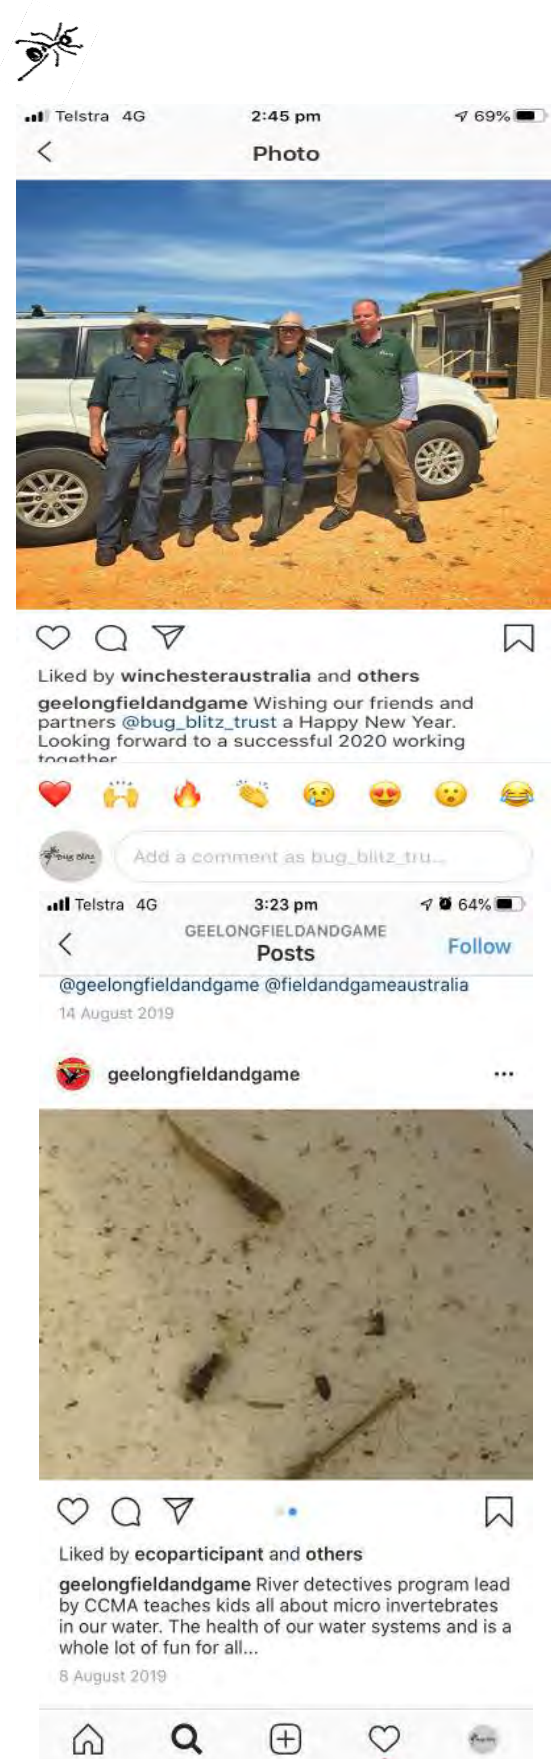 Telstra 4G 2:45 pm 69%
Photo
Liked by winchesteraustralia and others
geelongfieldandgame Wishing our friends and
partners @bug_blitz_trust a Happy New Year.
Looking forward to a successful 2020 working
together
Bug Blitz
Add a comment as bug_blitz_tru...
Telstra 4G 3:23 pm 64%
GEELONGFIELDANDGAME
Posts
Follow
@geelongfieldandgame @fieldandgameaustralia
14 August 2019
geelongfieldandgame
Liked by ecoparticipant and others
geelongfieldandgame River detectives program lead
by CCMA teaches kids all about micro invertebrates
in our water. The health of our water systems and is a
whole lot of fun for all...
8 August 2019